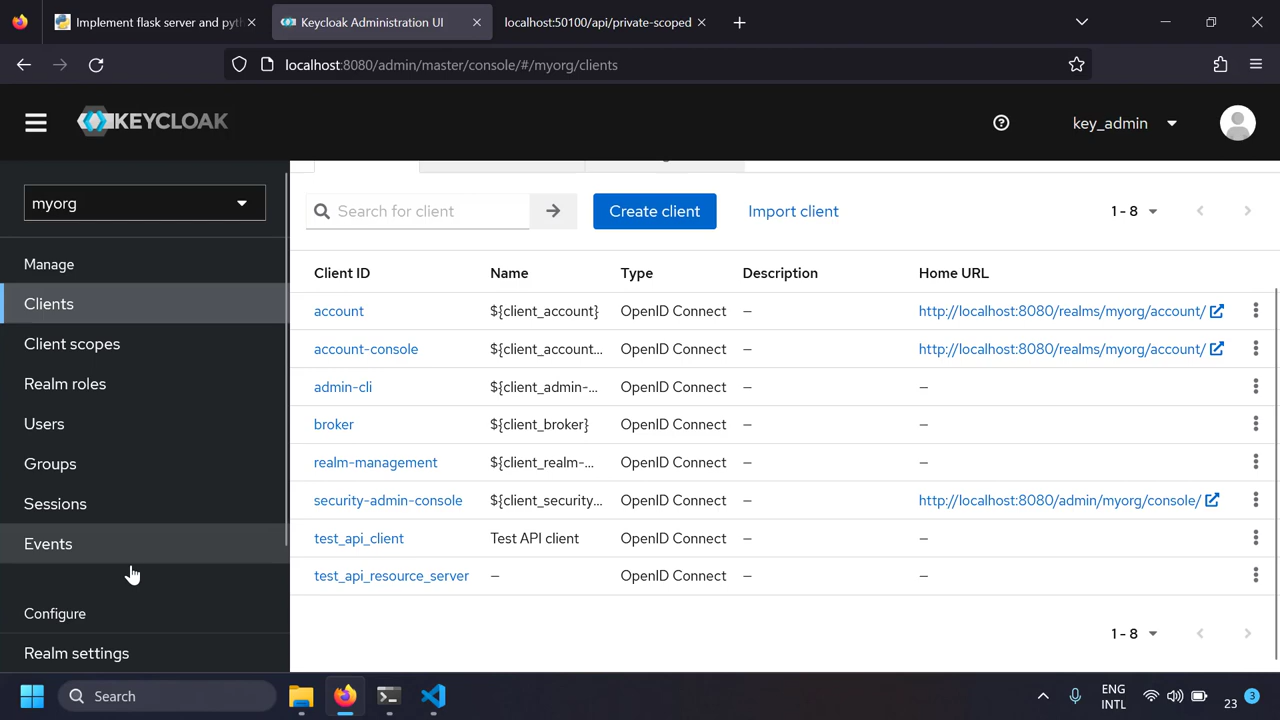 Implement flask server and pyth
Keycloak Administration UI
localhost:50100/api/private-scoped
localhost:8080/admin/master/console/#/myorg/clients
KEYCLOAK
key_admin
myorg
Manage
Clients
Client scopes
Realm roles
Users
Groups
Sessions
Events
Configure
Realm settings
Search for client
Create client
Import client
1 - 8
Client ID Name Type Description Home URL
account ${client_account} OpenID Connect – http://localhost:8080/realms/myorg/account/
account-console ${client_account... OpenID Connect – http://localhost:8080/realms/myorg/account/
admin-cli ${client_admin-... OpenID Connect – –
broker ${client_broker} OpenID Connect – –
realm-management ${client_realm-... OpenID Connect – –
security-admin-console ${client_security... OpenID Connect – http://localhost:8080/admin/myorg/console/
test_api_client Test API client OpenID Connect – –
test_api_resource_server – OpenID Connect – –
1 - 8
Search
ENG
INTL
23
3